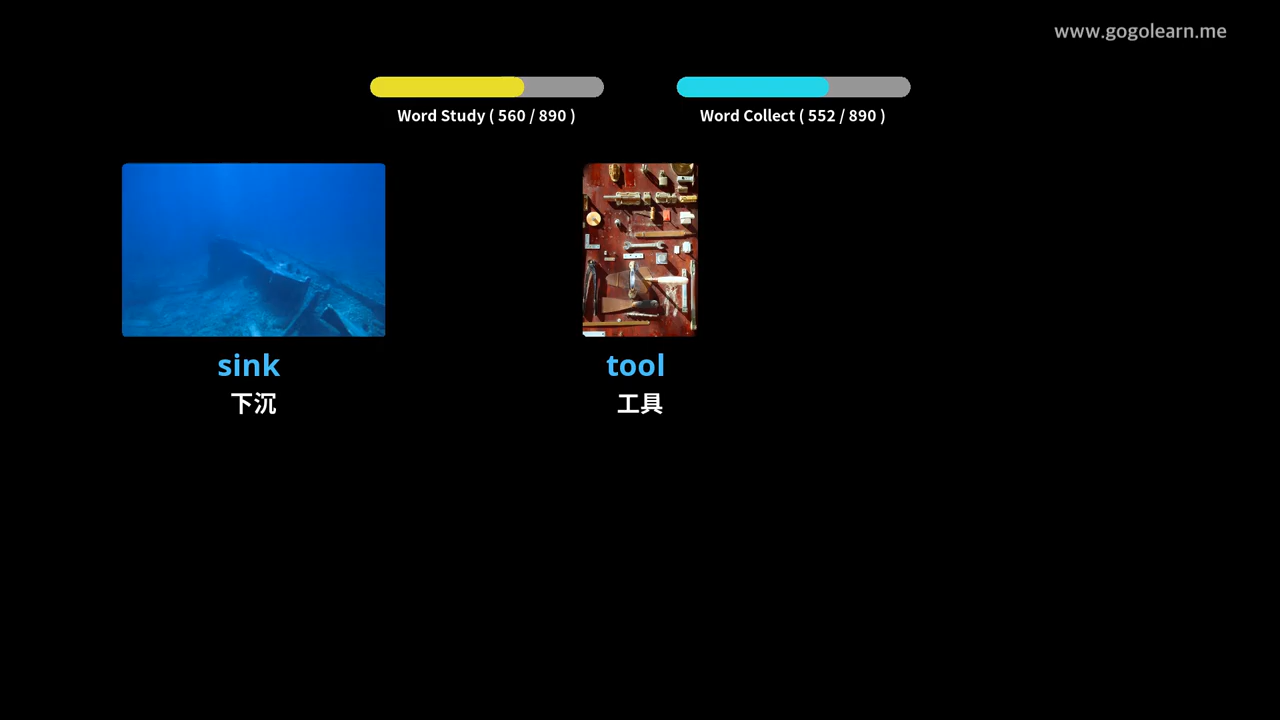 www.gogolearn.me
Word Study ( 560 / 890 )
Word Collect ( 552 / 890 )
sink
下沉
tool
工具